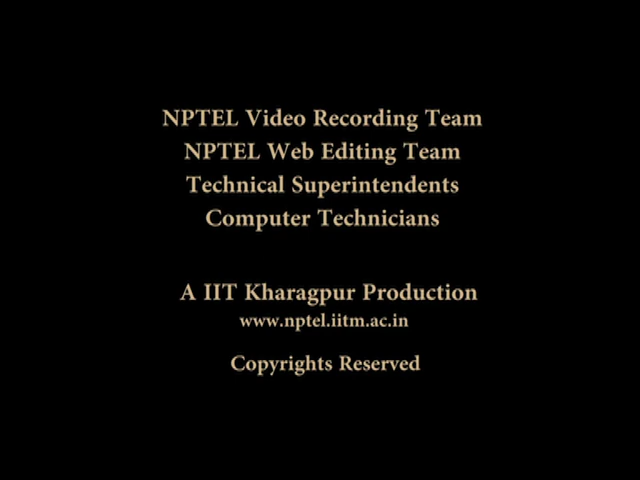 NPTEL Video Recording Team
NPTEL Web Editing Team
Technical Superintendents
Computer Technicians
A IIT Kharagpur Production
www.nptel.iitm.ac.in
Copyrights Reserved